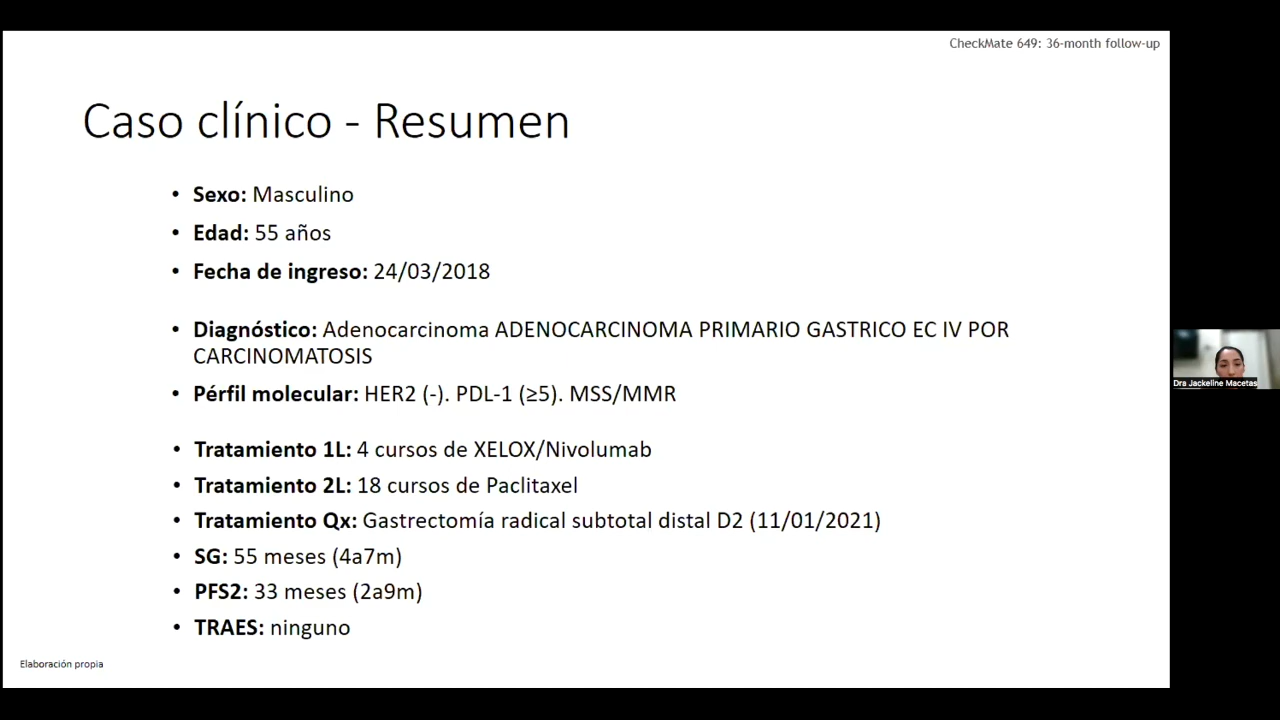 CheckMate 649: 36-month follow-up
Caso clínico - Resumen
• Sexo: Masculino
• Edad: 55 años
• Fecha de ingreso: 24/03/2018
• Diagnóstico: Adenocarcinoma ADENOCARCINOMA PRIMARIO GASTRICO EC IV POR
CARCINOMATOSIS
• Pérfil molecular: HER2 (-). PDL-1 (≥5). MSS/MMR
• Tratamiento 1L: 4 cursos de XELOX/Nivolumab
• Tratamiento 2L: 18 cursos de Paclitaxel
• Tratamiento Qx: Gastrectomía radical subtotal distal D2 (11/01/2021)
• SG: 55 meses (4a7m)
• PFS2: 33 meses (2a9m)
• TRAES: ninguno
Elaboración propia
Dra Jackeline Macetas